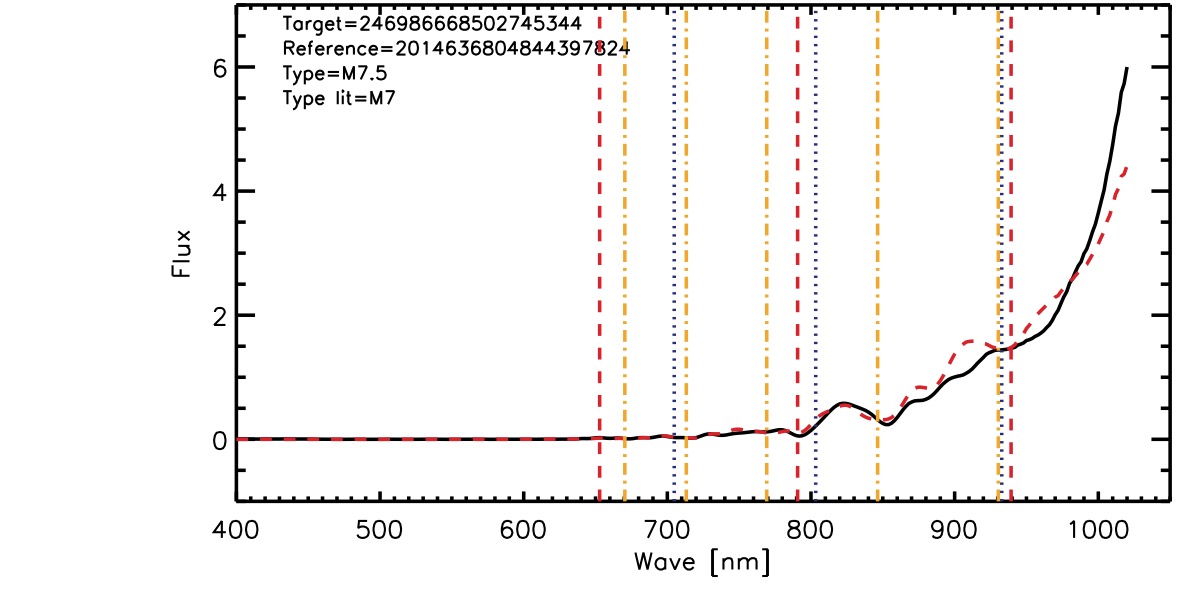 Target=246986668502745344
Reference=2014636804844397824
Type=M7.5
Type lit=M7
6
4
2
0
Flux
400 500 600 700 800 900 1000
Wave [nm]